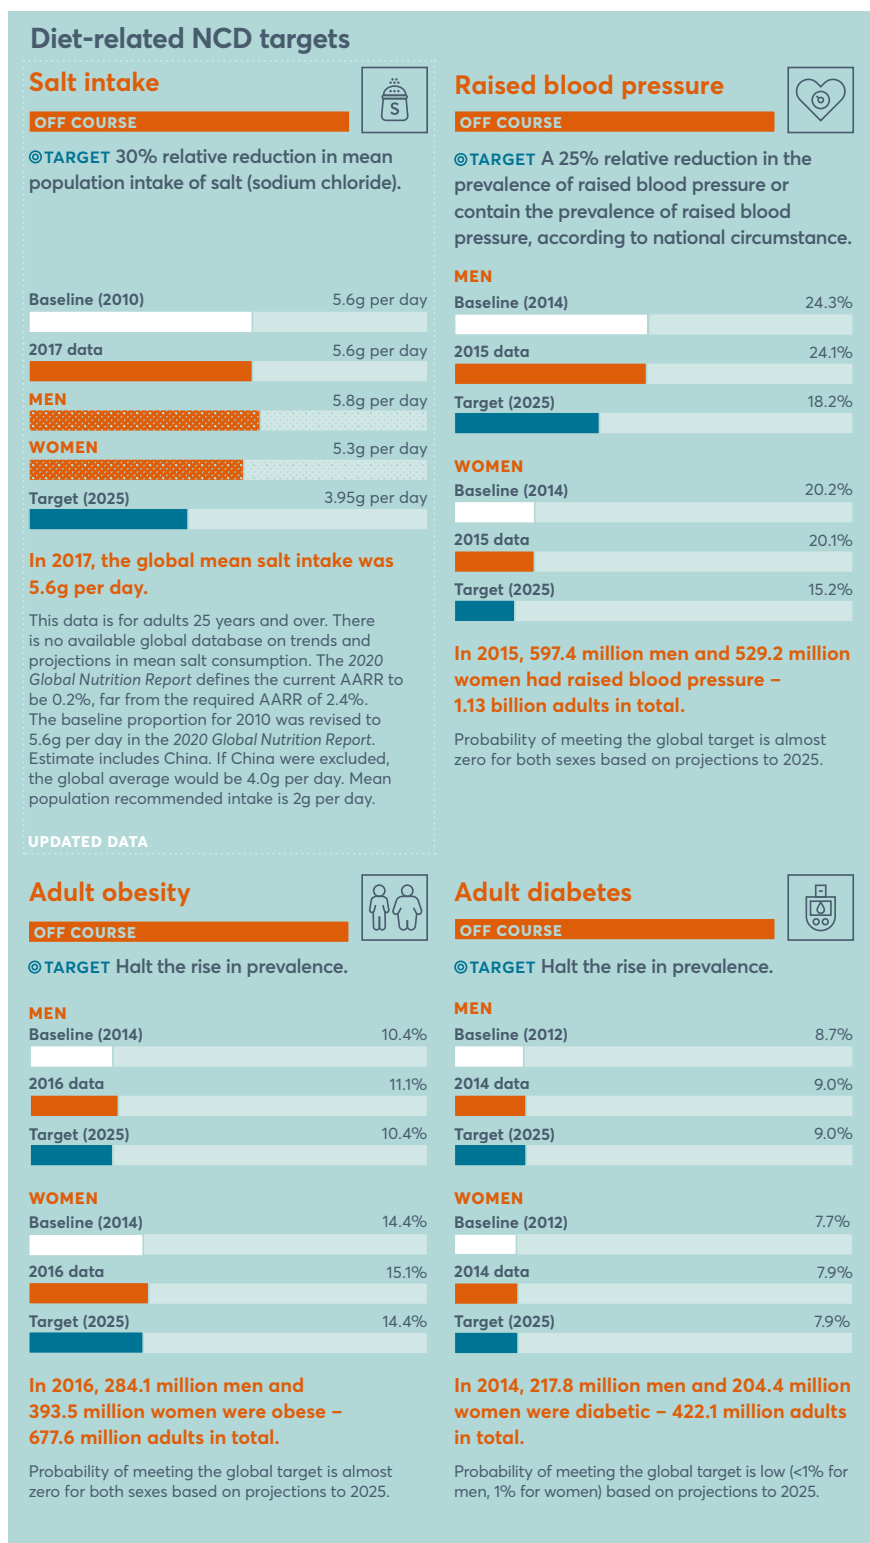 Diet-related NCD targets
Salt intake
S
OFF COURSE
TARGET 30% relative reduction in mean
population intake of salt (sodium chloride).
Baseline (2010) 5.6g per day
2017 data 5.6g per day
MEN 5.8g per day
WOMEN 5.3g per day
Target (2025) 3.95g per day
In 2017, the global mean salt intake was
5.6g per day.
This data is for adults 25 years and over. There
is no available global database on trends and
projections in mean salt consumption. The 2020
Global Nutrition Report defines the current AARR to
be 0.2%, far from the required AARR of 2.4%.
The baseline proportion for 2010 was revised to
5.6g per day in the 2020 Global Nutrition Report.
Estimate includes China. If China were excluded,
the global average would be 4.0g per day. Mean
population recommended intake is 2g per day.
UPDATED DATA
Raised blood pressure
OFF COURSE
TARGET A 25% relative reduction in the
prevalence of raised blood pressure or
contain the prevalence of raised blood
pressure, according to national circumstance.
MEN
Baseline (2014) 24.3%
2015 data 24.1%
Target (2025) 18.2%
WOMEN
Baseline (2014) 20.2%
2015 data 20.1%
Target (2025) 15.2%
In 2015, 597.4 million men and 529.2 million
women had raised blood pressure –
1.13 billion adults in total.
Probability of meeting the global target is almost
zero for both sexes based on projections to 2025.
Adult obesity
OFF COURSE
TARGET Halt the rise in prevalence.
MEN
Baseline (2014) 10.4%
2016 data 11.1%
Target (2025) 10.4%
WOMEN
Baseline (2014) 14.4%
2016 data 15.1%
Target (2025) 14.4%
In 2016, 284.1 million men and
393.5 million women were obese –
677.6 million adults in total.
Probability of meeting the global target is almost
zero for both sexes based on projections to 2025.
Adult diabetes
OFF COURSE
TARGET Halt the rise in prevalence.
MEN
Baseline (2012) 8.7%
2014 data 9.0%
Target (2025) 9.0%
WOMEN
Baseline (2012) 7.7%
2014 data 7.9%
Target (2025) 7.9%
In 2014, 217.8 million men and 204.4 million
women were diabetic – 422.1 million adults
in total.
Probability of meeting the global target is low (<1% for
men, 1% for women) based on projections to 2025.